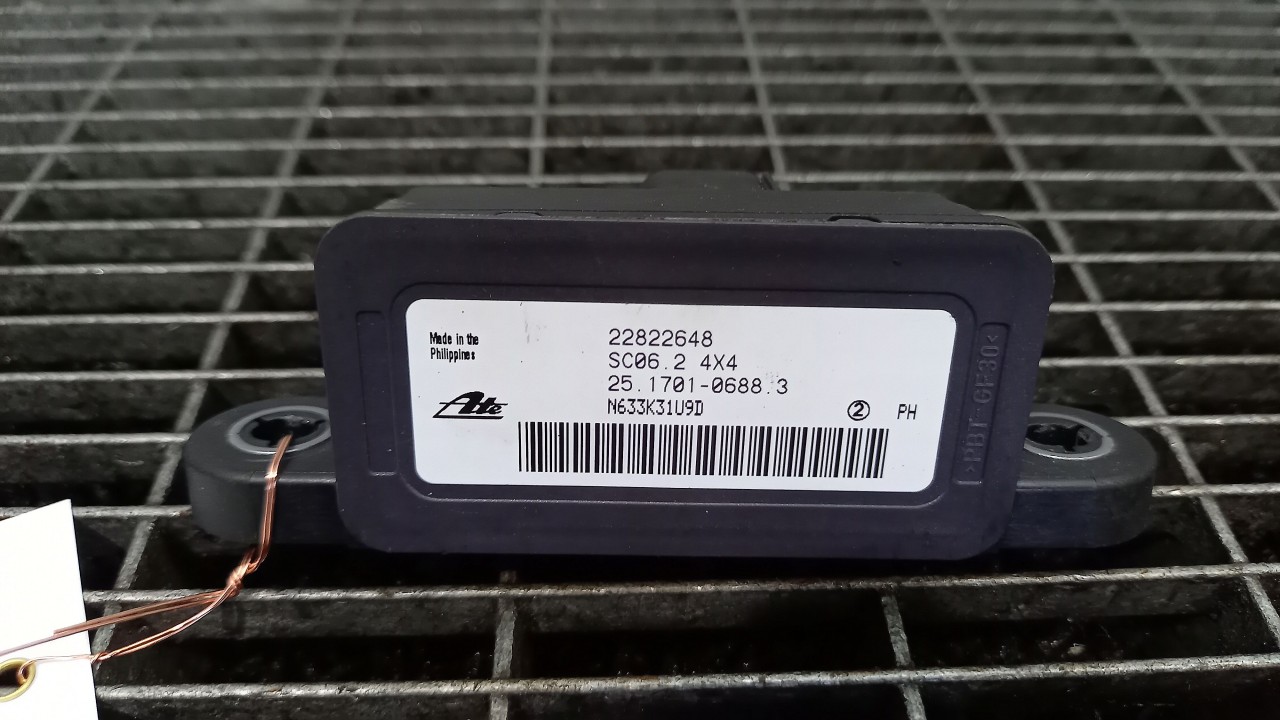 Made in the
Philippines
22822648
SC06.2 4X4
25.1701-0688.3
N633K31U9D
Ate
② PH
>PBT-GF30<